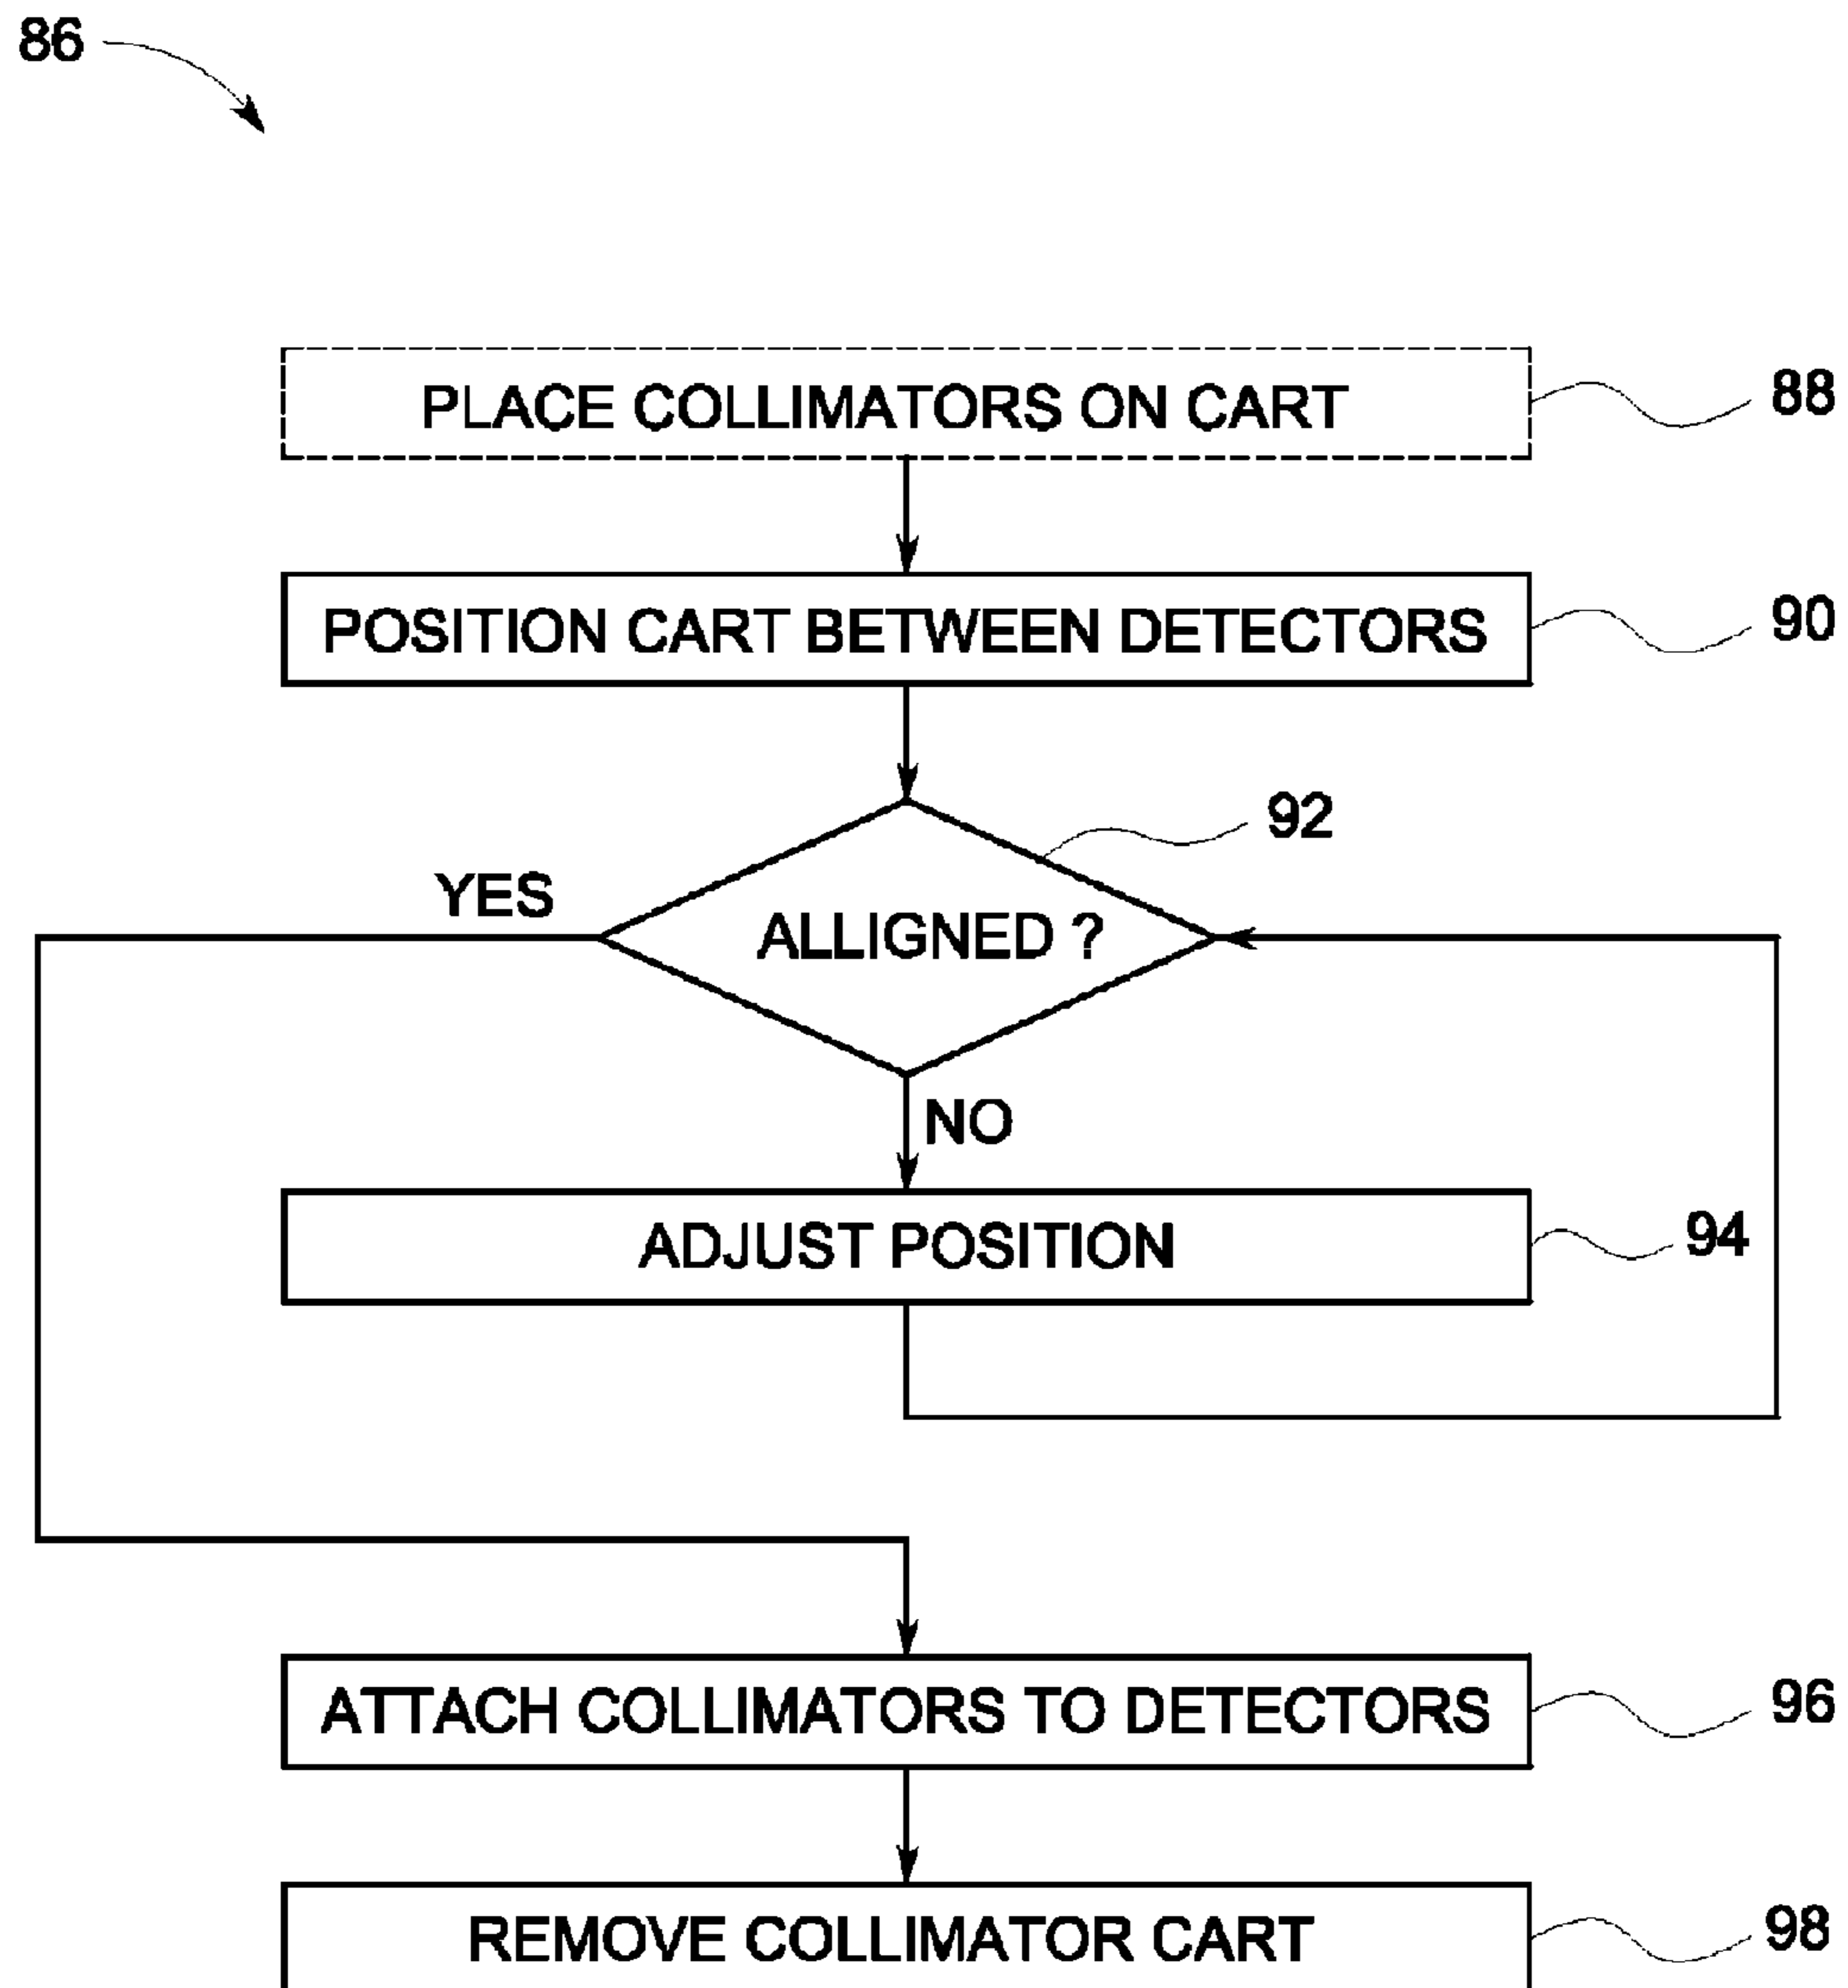 86
PLACE COLLIMATORS ON CART
88
POSITION CART BETWEEN DETECTORS
90
92
YES
ALLIGNED ?
NO
ADJUST POSITION
94
ATTACH COLLIMATORS TO DETECTORS
96
REMOVE COLLIMATOR CART
98